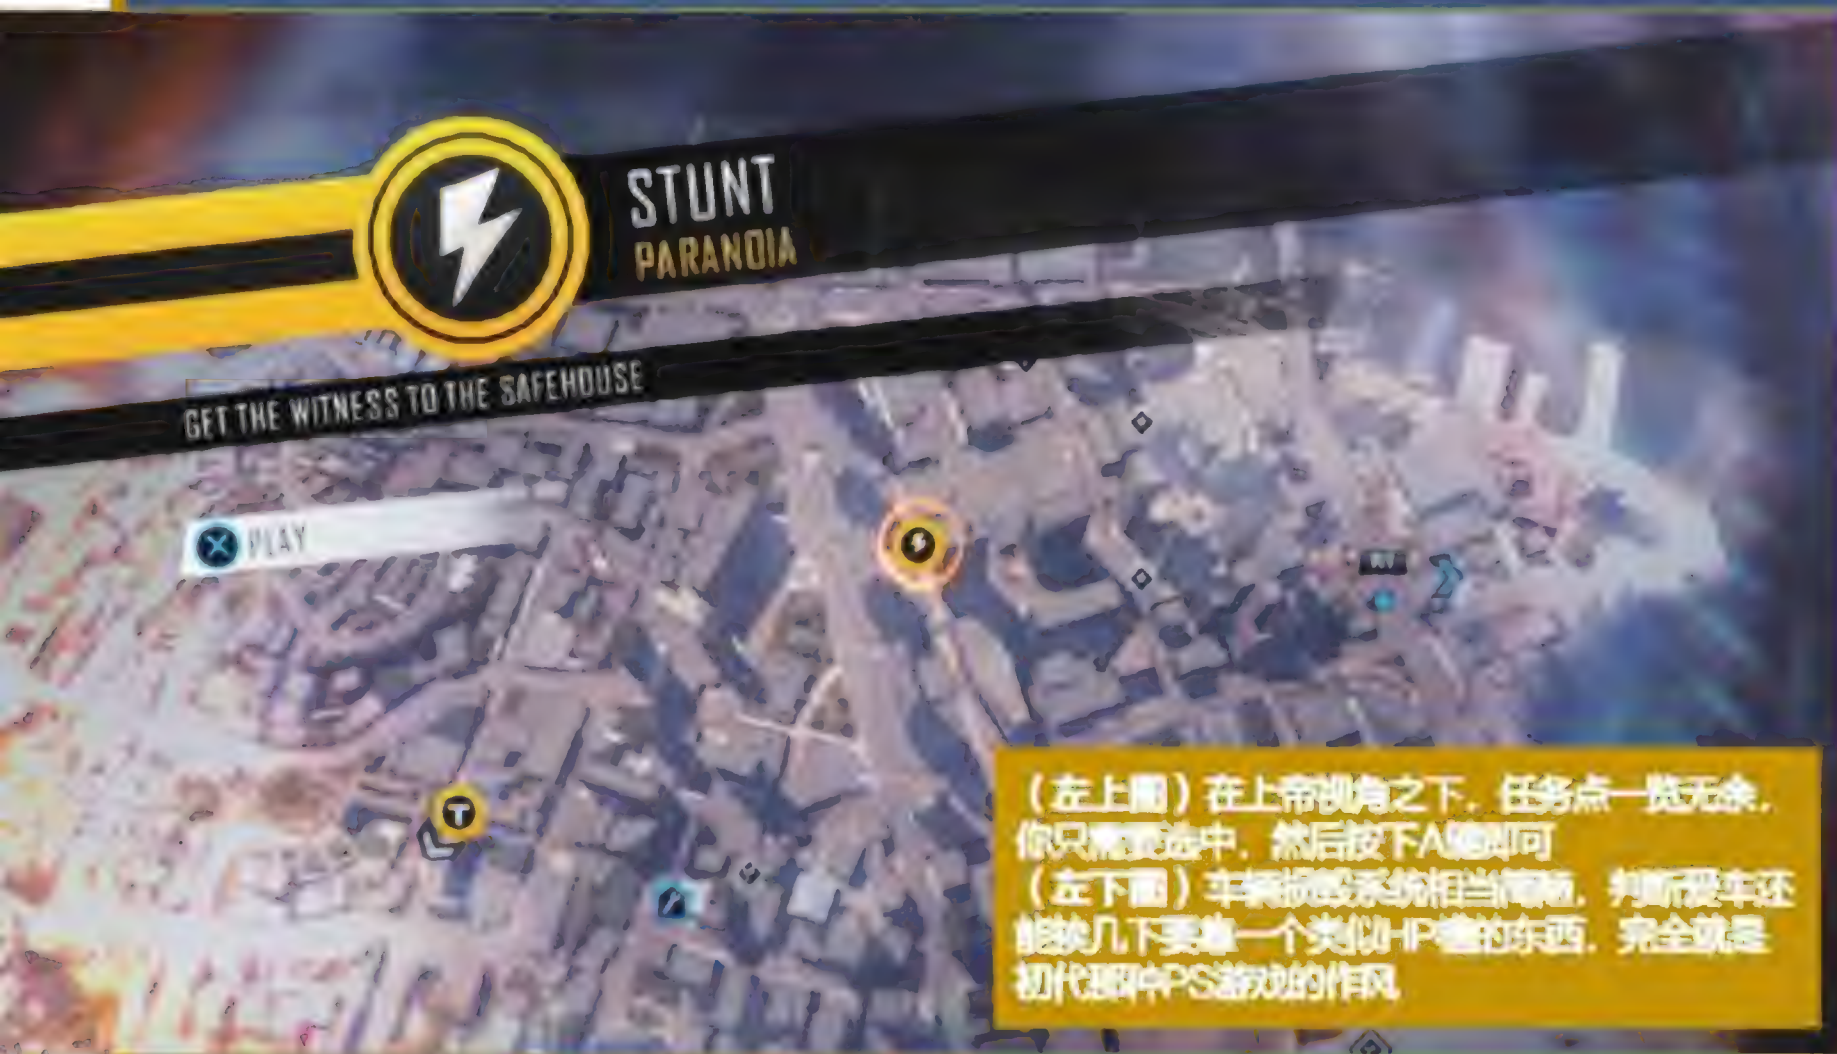 STUNT
PARANOIA
GET THE WITNESS TO THE SAFEHOUSE
PLAY
T
(左上图)在上帝视角之下，任务点一览无余，
你只需要选中，然后按下A键即可
(左下图)车辆损毁系统相当简陋，判断爱车还
能挨几下要靠一个类似HP槽的东西，完全就是
初代那种PS游戏的作风